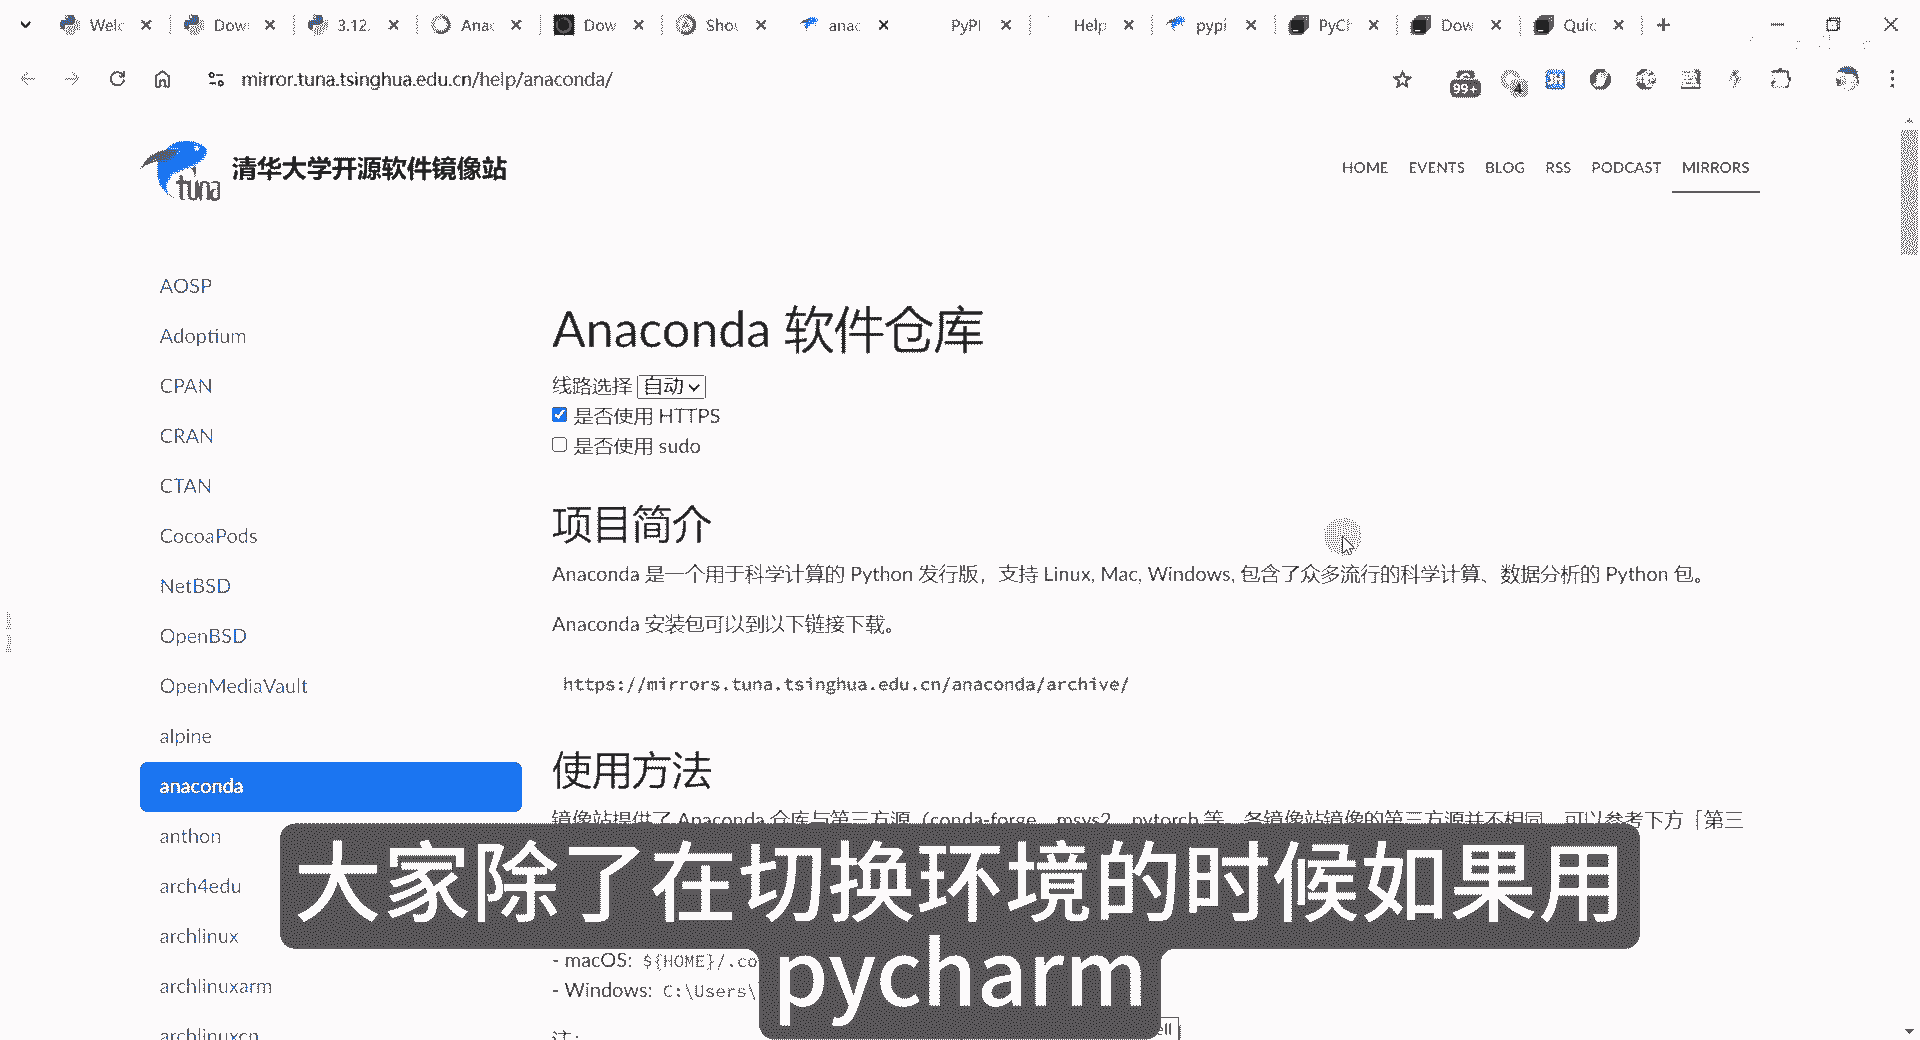 Welc
Dow
3.12.
Anac
Dow
Show
anac
PyPI
Help
pypi
PyCh
Dow
Quic
mirror.tuna.tsinghua.edu.cn/help/anaconda/
99+
4
tuna
清华大学开源软件镜像站
HOME EVENTS BLOG RSS PODCAST MIRRORS
AOSP
Adoptium
CPAN
CRAN
CTAN
CocoaPods
NetBSD
OpenBSD
OpenMediaVault
alpine
anaconda
anthon
arch4edu
archlinux
archlinuxarm
archlinuxcn
Anaconda 软件仓库
线路选择 自动
是否使用 HTTPS
是否使用 sudo
项目简介
Anaconda 是一个用于科学计算的 Python 发行版，支持 Linux, Mac, Windows, 包含了众多流行的科学计算、数据分析的 Python 包。
Anaconda 安装包可以到以下链接下载。
https://mirrors.tuna.tsinghua.edu.cn/anaconda/archive/
使用方法
镜像站提供了 Anaconda 仓库与第三方源（conda-forge、msys2、pytorch 等，各镜像站镜像的第三方源并不相同，可以参考下方「第三
- macOS: ${HOME}/.co
- Windows: C:\Users\
注:
ell
大家除了在切换环境的时候如果用
pycharm